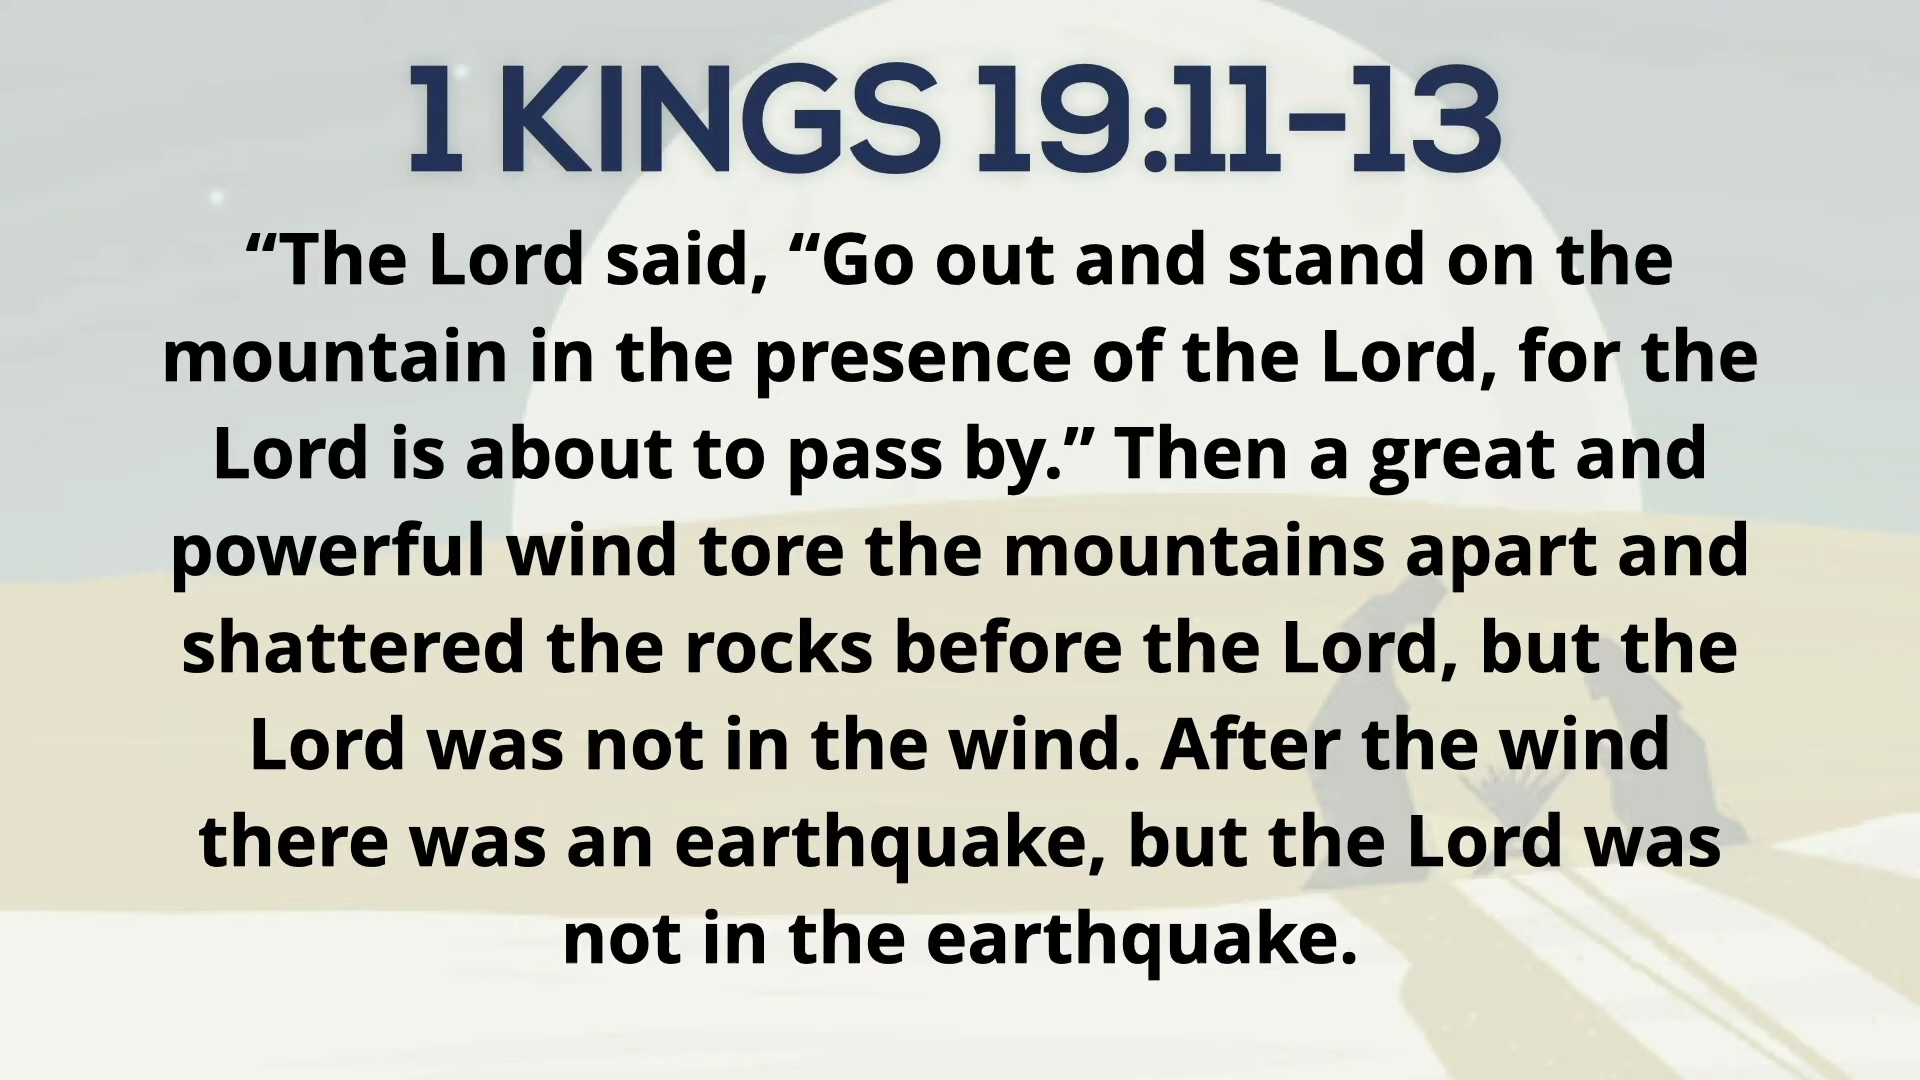 1 KINGS 19:11-13
“The Lord said, “Go out and stand on the
mountain in the presence of the Lord, for the
Lord is about to pass by.” Then a great and
powerful wind tore the mountains apart and
shattered the rocks before the Lord, but the
Lord was not in the wind. After the wind
there was an earthquake, but the Lord was
not in the earthquake.